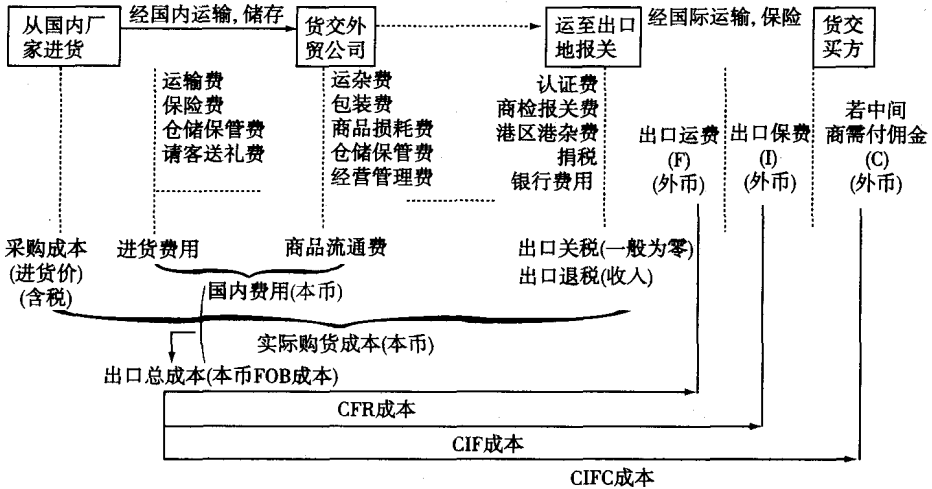 从国内厂
家进货
经国内运输,储存
货交外
贸公司
运至出口
地报关
经国际运输,保险
货交
买方
运输费
保险费
仓储保管费
请客送礼费
运杂费
包装费
商品损耗费
仓储保管费
经营管理费
认证费
商检报关费
港区港杂费
捐税
银行费用
出口运费
(F)
(外币)
出口保费
(I)
(外币)
若中间
商需付佣金
(C)
(外币)
采购成本
(进货价)
(含税)
进货费用
商品流通费
出口关税(一般为零)
出口退税(收入)
国内费用(本币)
实际购货成本(本币)
出口总成本(本币FOB成本)
CFR成本
CIF成本
CIFC成本